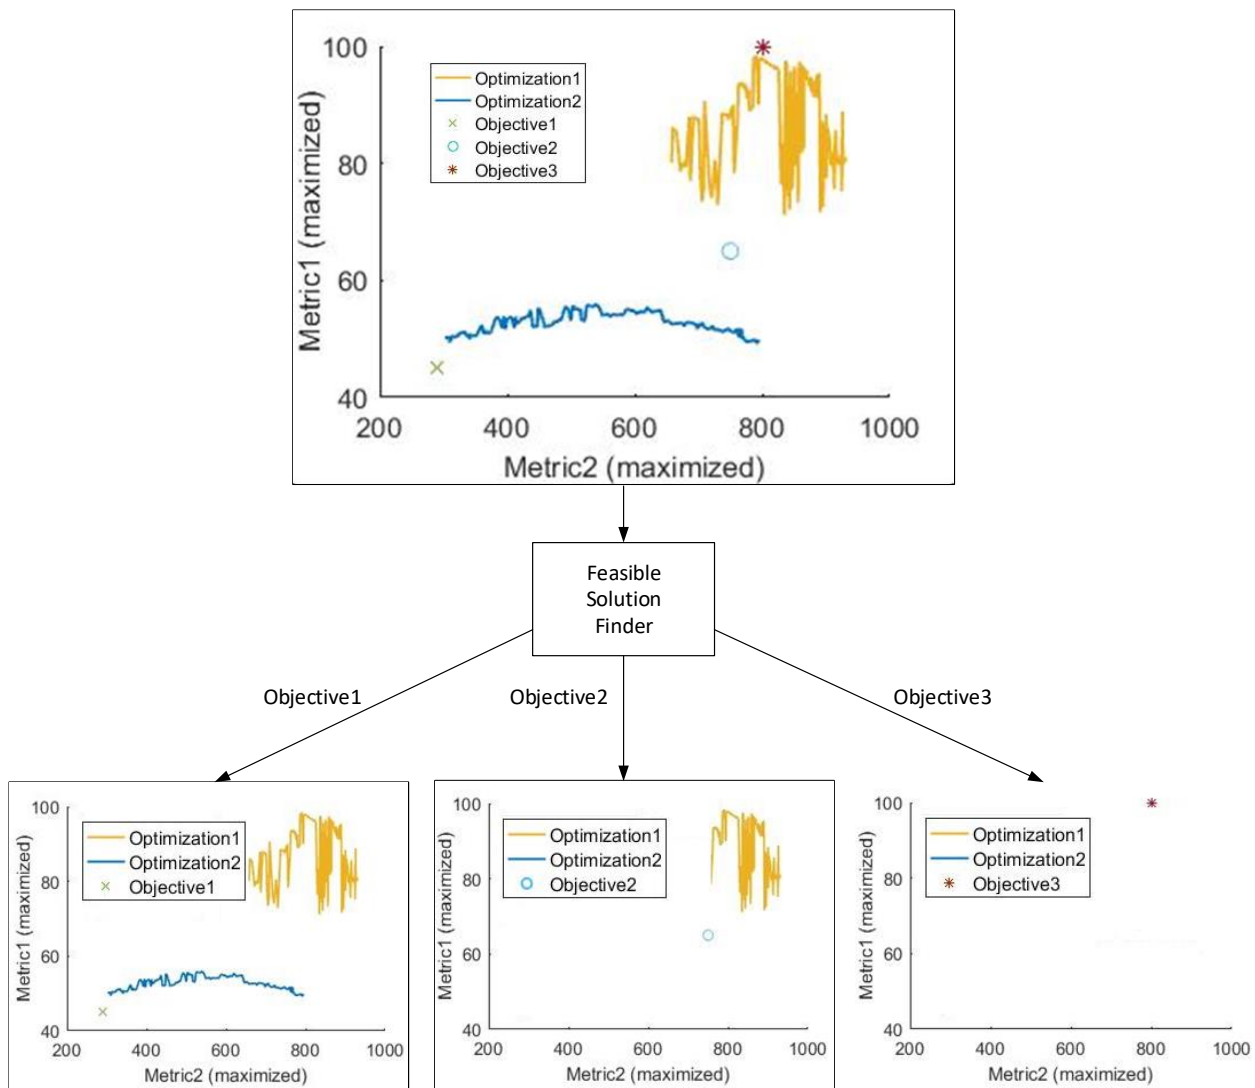 100
80
60
40
Metric1 (maximized)
Optimization1
Optimization2
Objective1
Objective2
Objective3
200 400 600 800 1000
Metric2 (maximized)
Feasible
Solution
Finder
Objective1
Objective2
Objective3
100
80
60
40
Metric1 (maximized)
Optimization1
Optimization2
Objective1
200 400 600 800 1000
Metric2 (maximized)
100
80
60
40
Metric1 (maximized)
Optimization1
Optimization2
Objective2
200 400 600 800 1000
Metric2 (maximized)
100
80
60
40
Metric1 (maximized)
Optimization1
Optimization2
Objective3
200 400 600 800 1000
Metric2 (maximized)